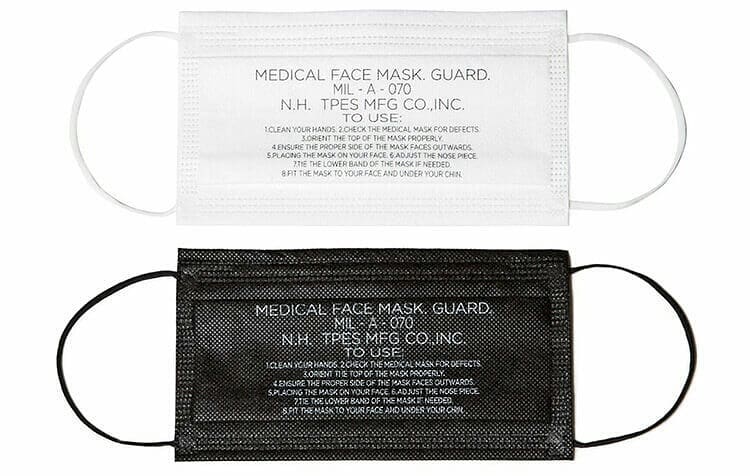 MEDICAL FACE MASK. GUARD.
MIL - A - 070
N.H. TPES MFG CO.,INC.
TO USE:
1.CLEAN YOUR HANDS. 2.CHECK THE MEDICAL MASK FOR DEFECTS.
3.ORIENT THE TOP OF THE MASK PROPERLY.
4.ENSURE THE PROPER SIDE OF THE MASK FACES OUTWARDS.
5.PLACING THE MASK ON YOUR FACE. 6.ADJUST THE NOSE PIECE.
7.TIE THE LOWER BAND OF THE MASK IF NEEDED.
8.FIT THE MASK TO YOUR FACE AND UNDER YOUR CHIN.
MEDICAL FACE MASK. GUARD.
MIL - A - 070
N.H. TPES MFG CO.,INC.
TO USE:
1.CLEAN YOUR HANDS. 2.CHECK THE MEDICAL MASK FOR DEFECTS.
3.ORIENT THE TOP OF THE MASK PROPERLY.
4.ENSURE THE PROPER SIDE OF THE MASK FACES OUTWARDS.
5.PLACING THE MASK ON YOUR FACE. 6.ADJUST THE NOSE PIECE.
7.TIE THE LOWER BAND OF THE MASK IF NEEDED.
8.FIT THE MASK TO YOUR FACE AND UNDER YOUR CHIN.